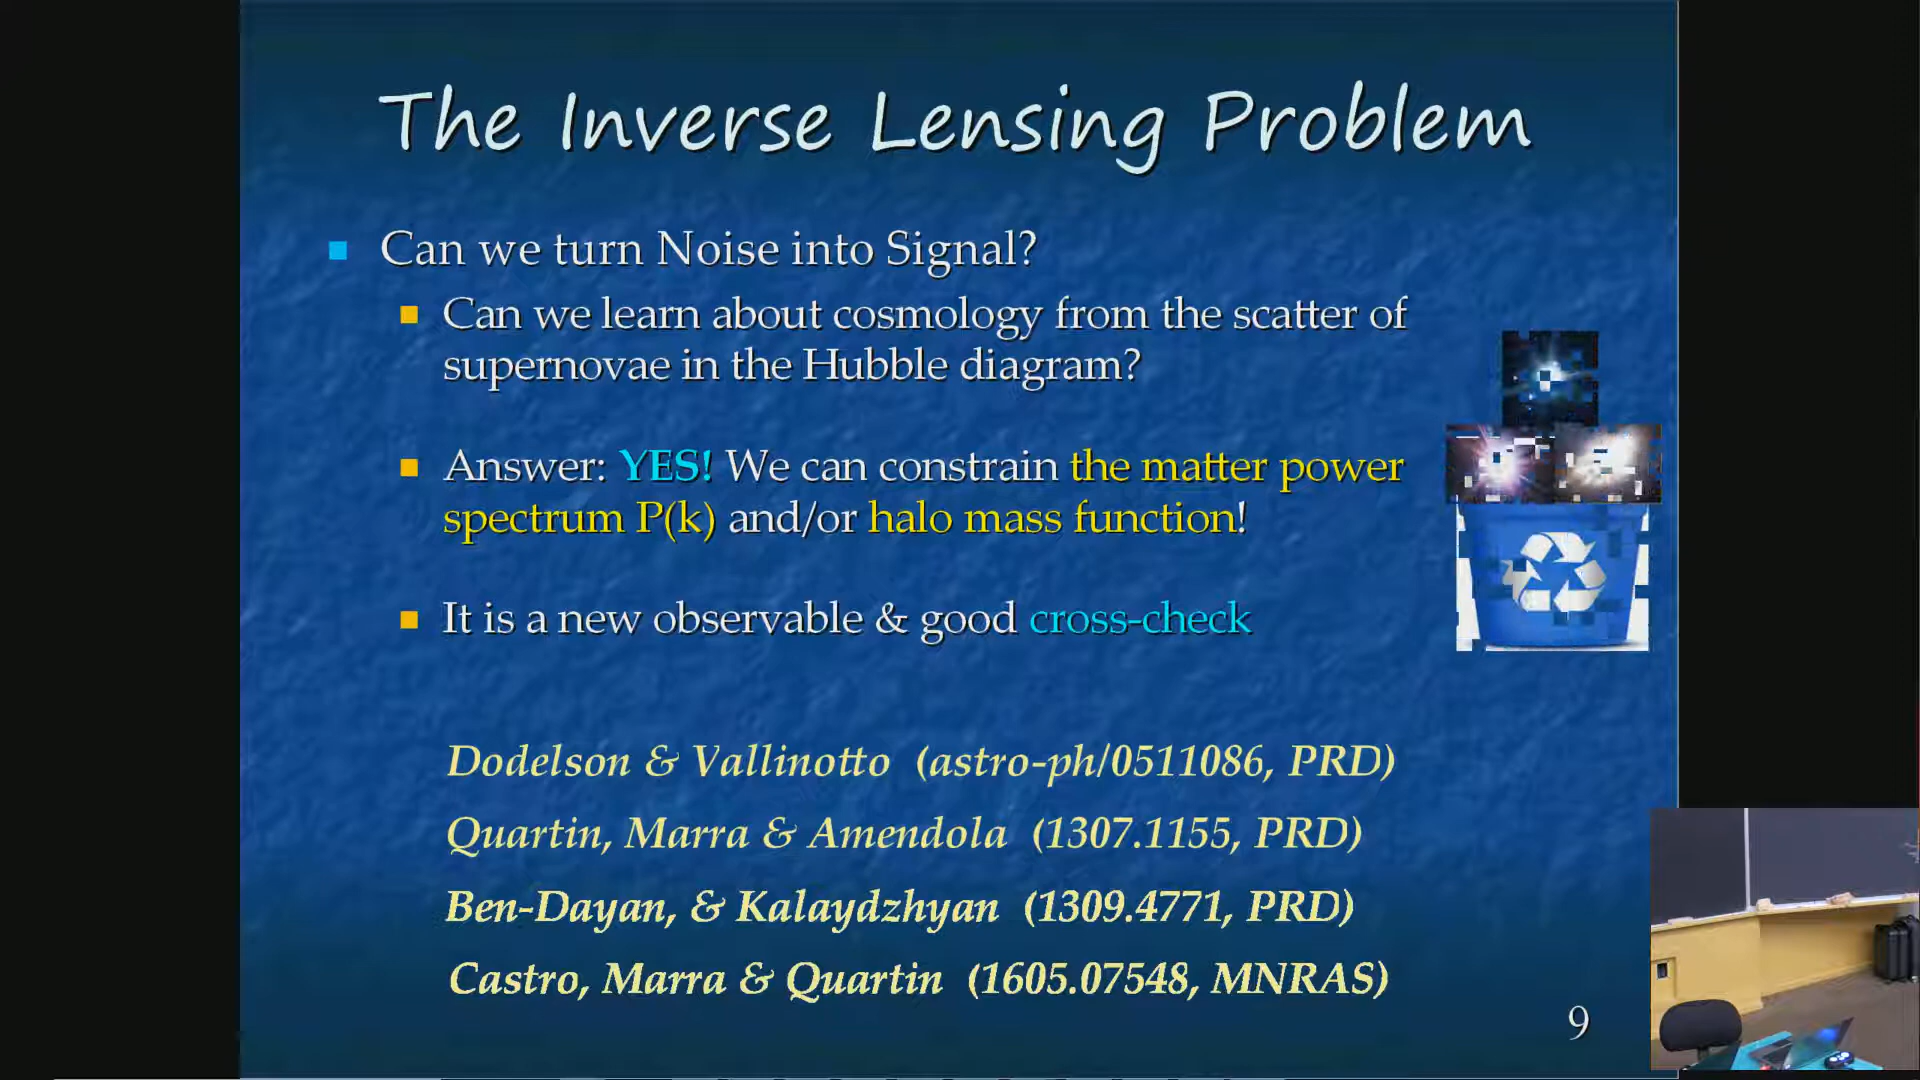 The Inverse Lensing Problem
Can we turn Noise into Signal?
Can we learn about cosmology from the scatter of
supernovae in the Hubble diagram?
Answer: YES! We can constrain the matter power
spectrum P(k) and/or halo mass function!
It is a new observable & good cross-check
Dodelson & Vallinotto (astro-ph/0511086, PRD)
Quartin, Marra & Amendola (1307.1155, PRD)
Ben-Dayan, & Kalaydzhyan (1309.4771, PRD)
Castro, Marra & Quartin (1605.07548, MNRAS)
9